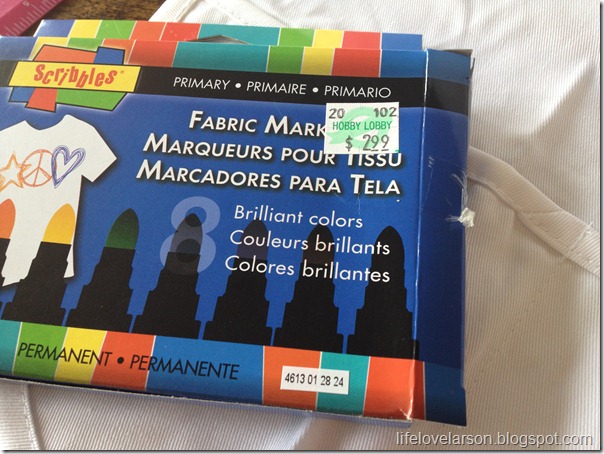 Scribbles®
PRIMARY • PRIMAIRE • PRIMARIO
20 102
HOBBY LOBBY
$ 2.99
FABRIC MARK
MARQUEURS POUR TISSU
MARCADORES PARA TELA
8
Brilliant colors
Couleurs brillants
Colores brillantes
PERMANENT • PERMANENTE
4613 01 28 24
lifelovelarson.blogspot.com